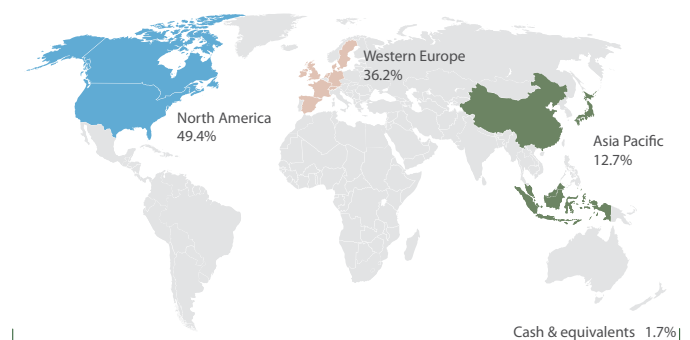 Western Europe
36.2%
North America
49.4%
Asia Pacific
12.7%
Cash & equivalents 1.7%